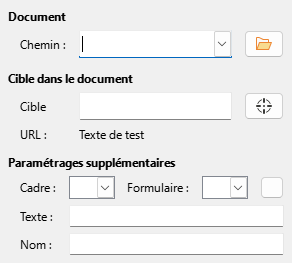 Document
Chemin :
Cible dans le document
Cible
URL : Texte de test
Paramétrages supplémentaires
Cadre : Formulaire :
Texte :
Nom :